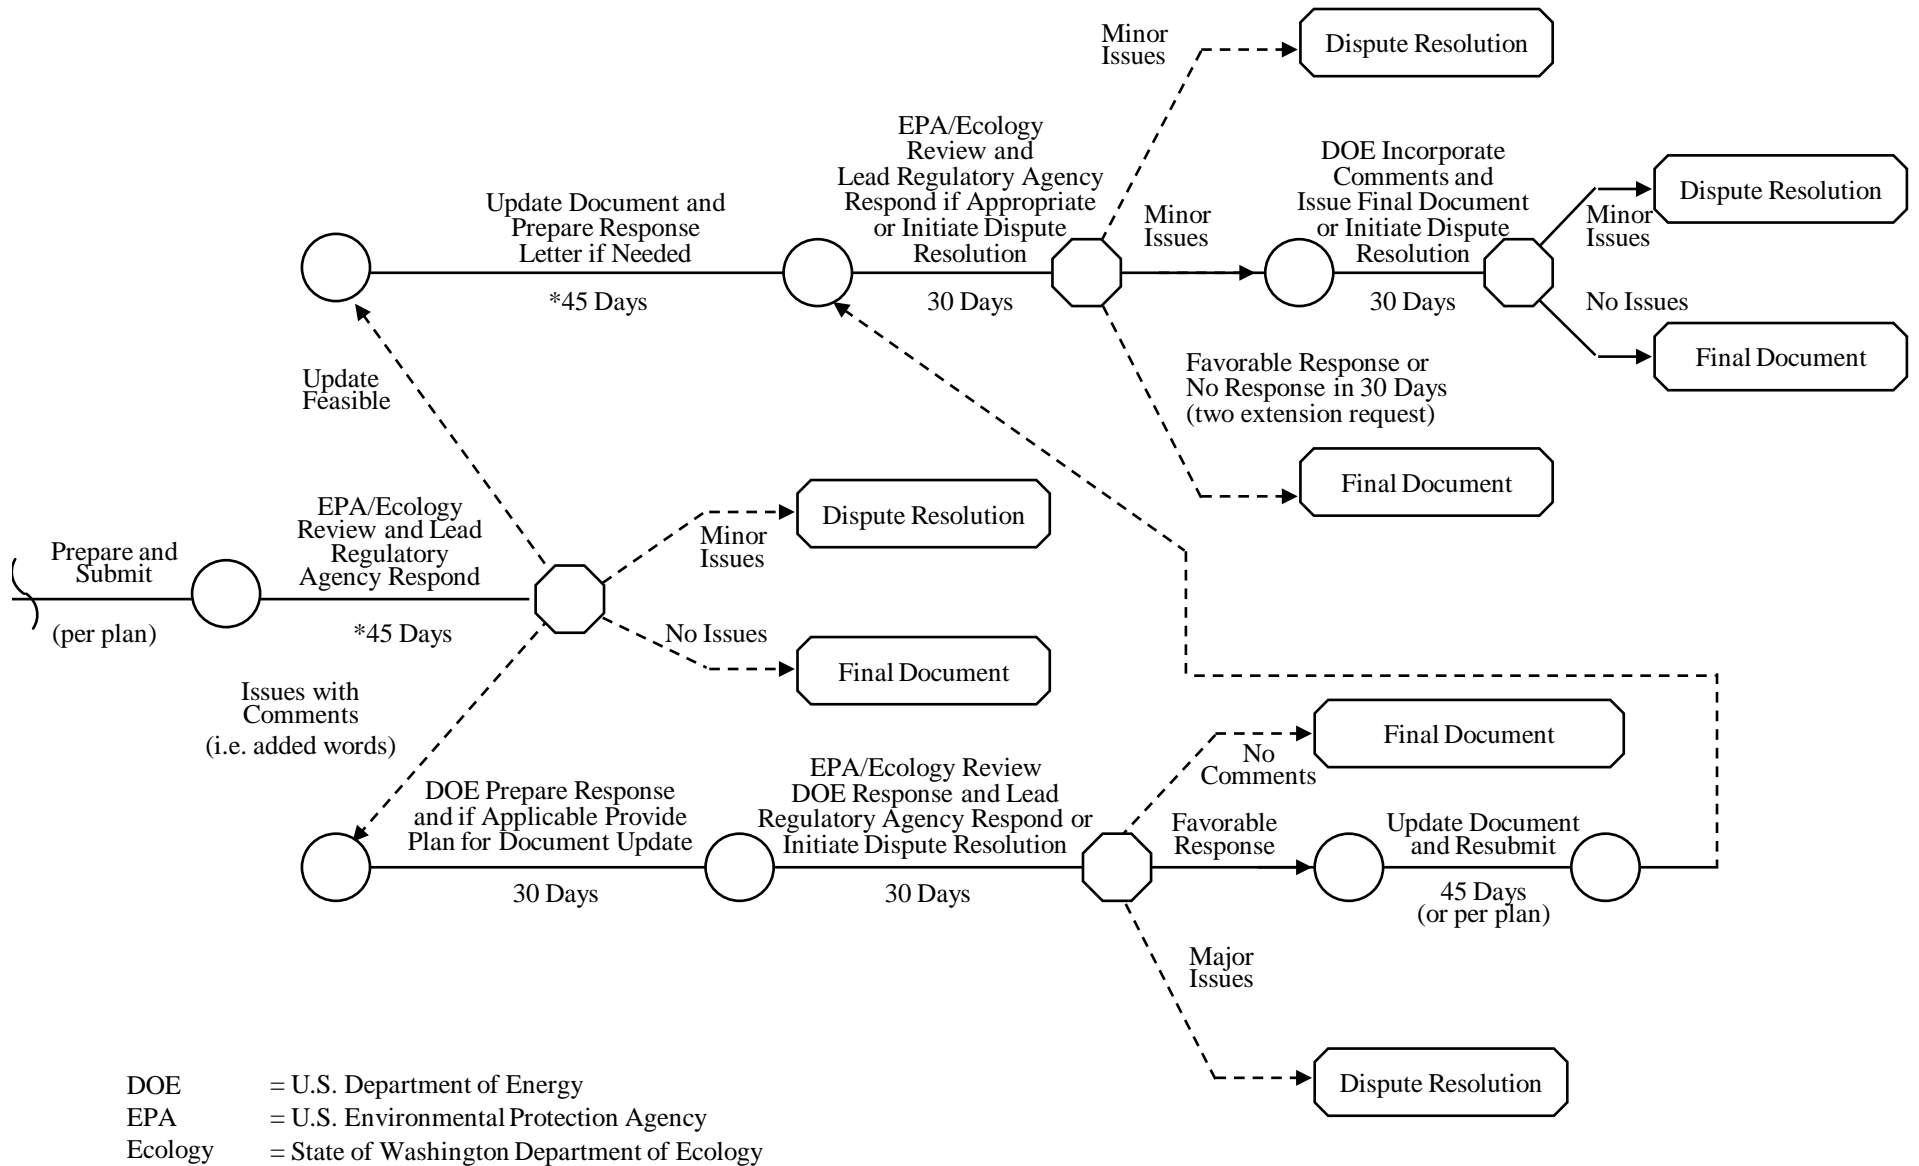 Minor
Issues
Dispute Resolution
EPA/Ecology
Review and
Lead Regulatory Agency
Respond if Appropriate
or Initiate Dispute
Resolution
30 Days
DOE Incorporate
Comments and
Issue Final Document
or Initiate Dispute
Resolution
30 Days
Dispute Resolution
Minor
Issues
Update Document and
Prepare Response
Letter if Needed
*45 Days
Minor
Issues
No Issues
Final Document
Favorable Response or
No Response in 30 Days
(two extension request)
Final Document
Update
Feasible
Prepare and
Submit
(per plan)
EPA/Ecology
Review and Lead
Regulatory
Agency Respond
*45 Days
Minor
Issues
Dispute Resolution
No Issues
Final Document
Issues with
Comments
(i.e. added words)
DOE Prepare Response
and if Applicable Provide
Plan for Document Update
30 Days
EPA/Ecology Review
DOE Response and Lead
Regulatory Agency Respond or
Initiate Dispute Resolution
30 Days
No
Comments
Final Document
Favorable
Response
Update Document
and Resubmit
45 Days
(or per plan)
Major
Issues
Dispute Resolution
DOE = U.S. Department of Energy
EPA = U.S. Environmental Protection Agency
Ecology = State of Washington Department of Ecology